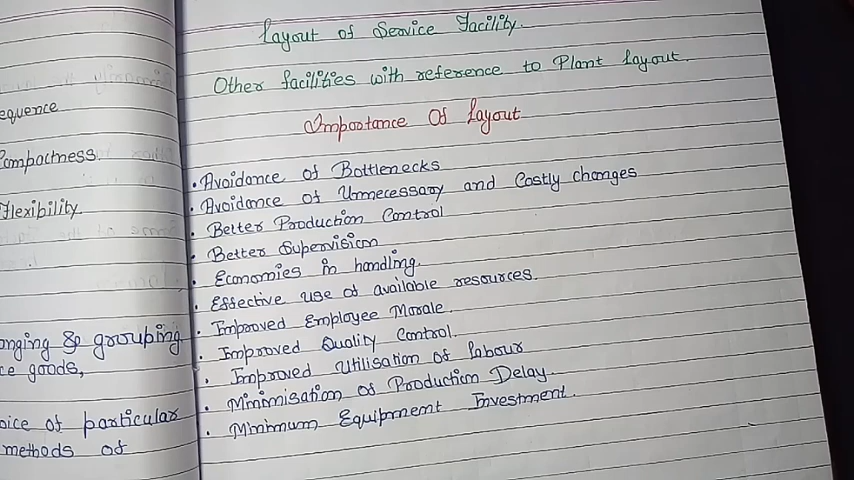 equence
ompactness.
Flexibility.
anging & grouping
ce goods,
oice of particular
methods of
Layout of Service Facility.
Other facilities with reference to Plant Layout.
Importance Of Layout
• Avoidance of Bottlenecks
• Avoidance of Unnecessary and Costly changes
• Better Production Control
• Better Supervision
• Economies in handling.
• Effective use of available resources.
• Improved Employee Morale.
• Improved Quality Control.
• Improved Utilisation of labour
• Minimisation of Production Delay.
• Minimum Equipment Investment.